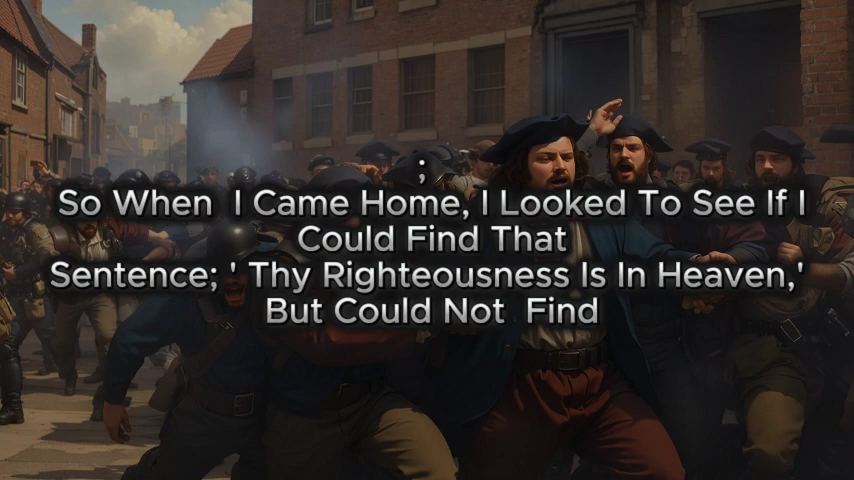 ;
So When  I Came Home, I Looked To See If I
Could Find That
Sentence; ' Thy Righteousness Is In Heaven,'
But Could Not  Find